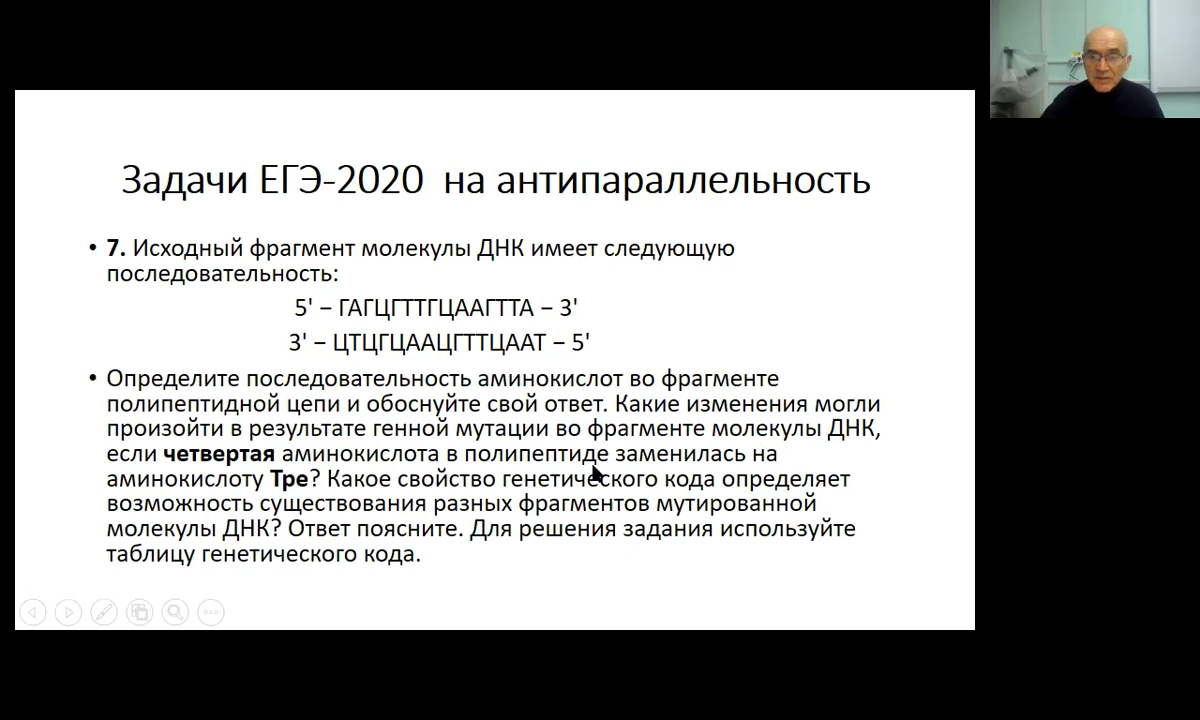 Задачи ЕГЭ-2020 на антипараллельность
• 7. Исходный фрагмент молекулы ДНК имеет следующую
последовательность:
5' – ГАГЦГТТГЦААГТТА – 3'
3' – ЦТЦГЦААЦГТТЦААТ – 5'
• Определите последовательность аминокислот во фрагменте
полипептидной цепи и обоснуйте свой ответ. Какие изменения могли
произойти в результате генной мутации во фрагменте молекулы ДНК,
если четвертая аминокислота в полипептиде заменилась на
аминокислоту Тре? Какое свойство генетического кода определяет
возможность существования разных фрагментов мутированной
молекулы ДНК? Ответ поясните. Для решения задания используйте
таблицу генетического кода.